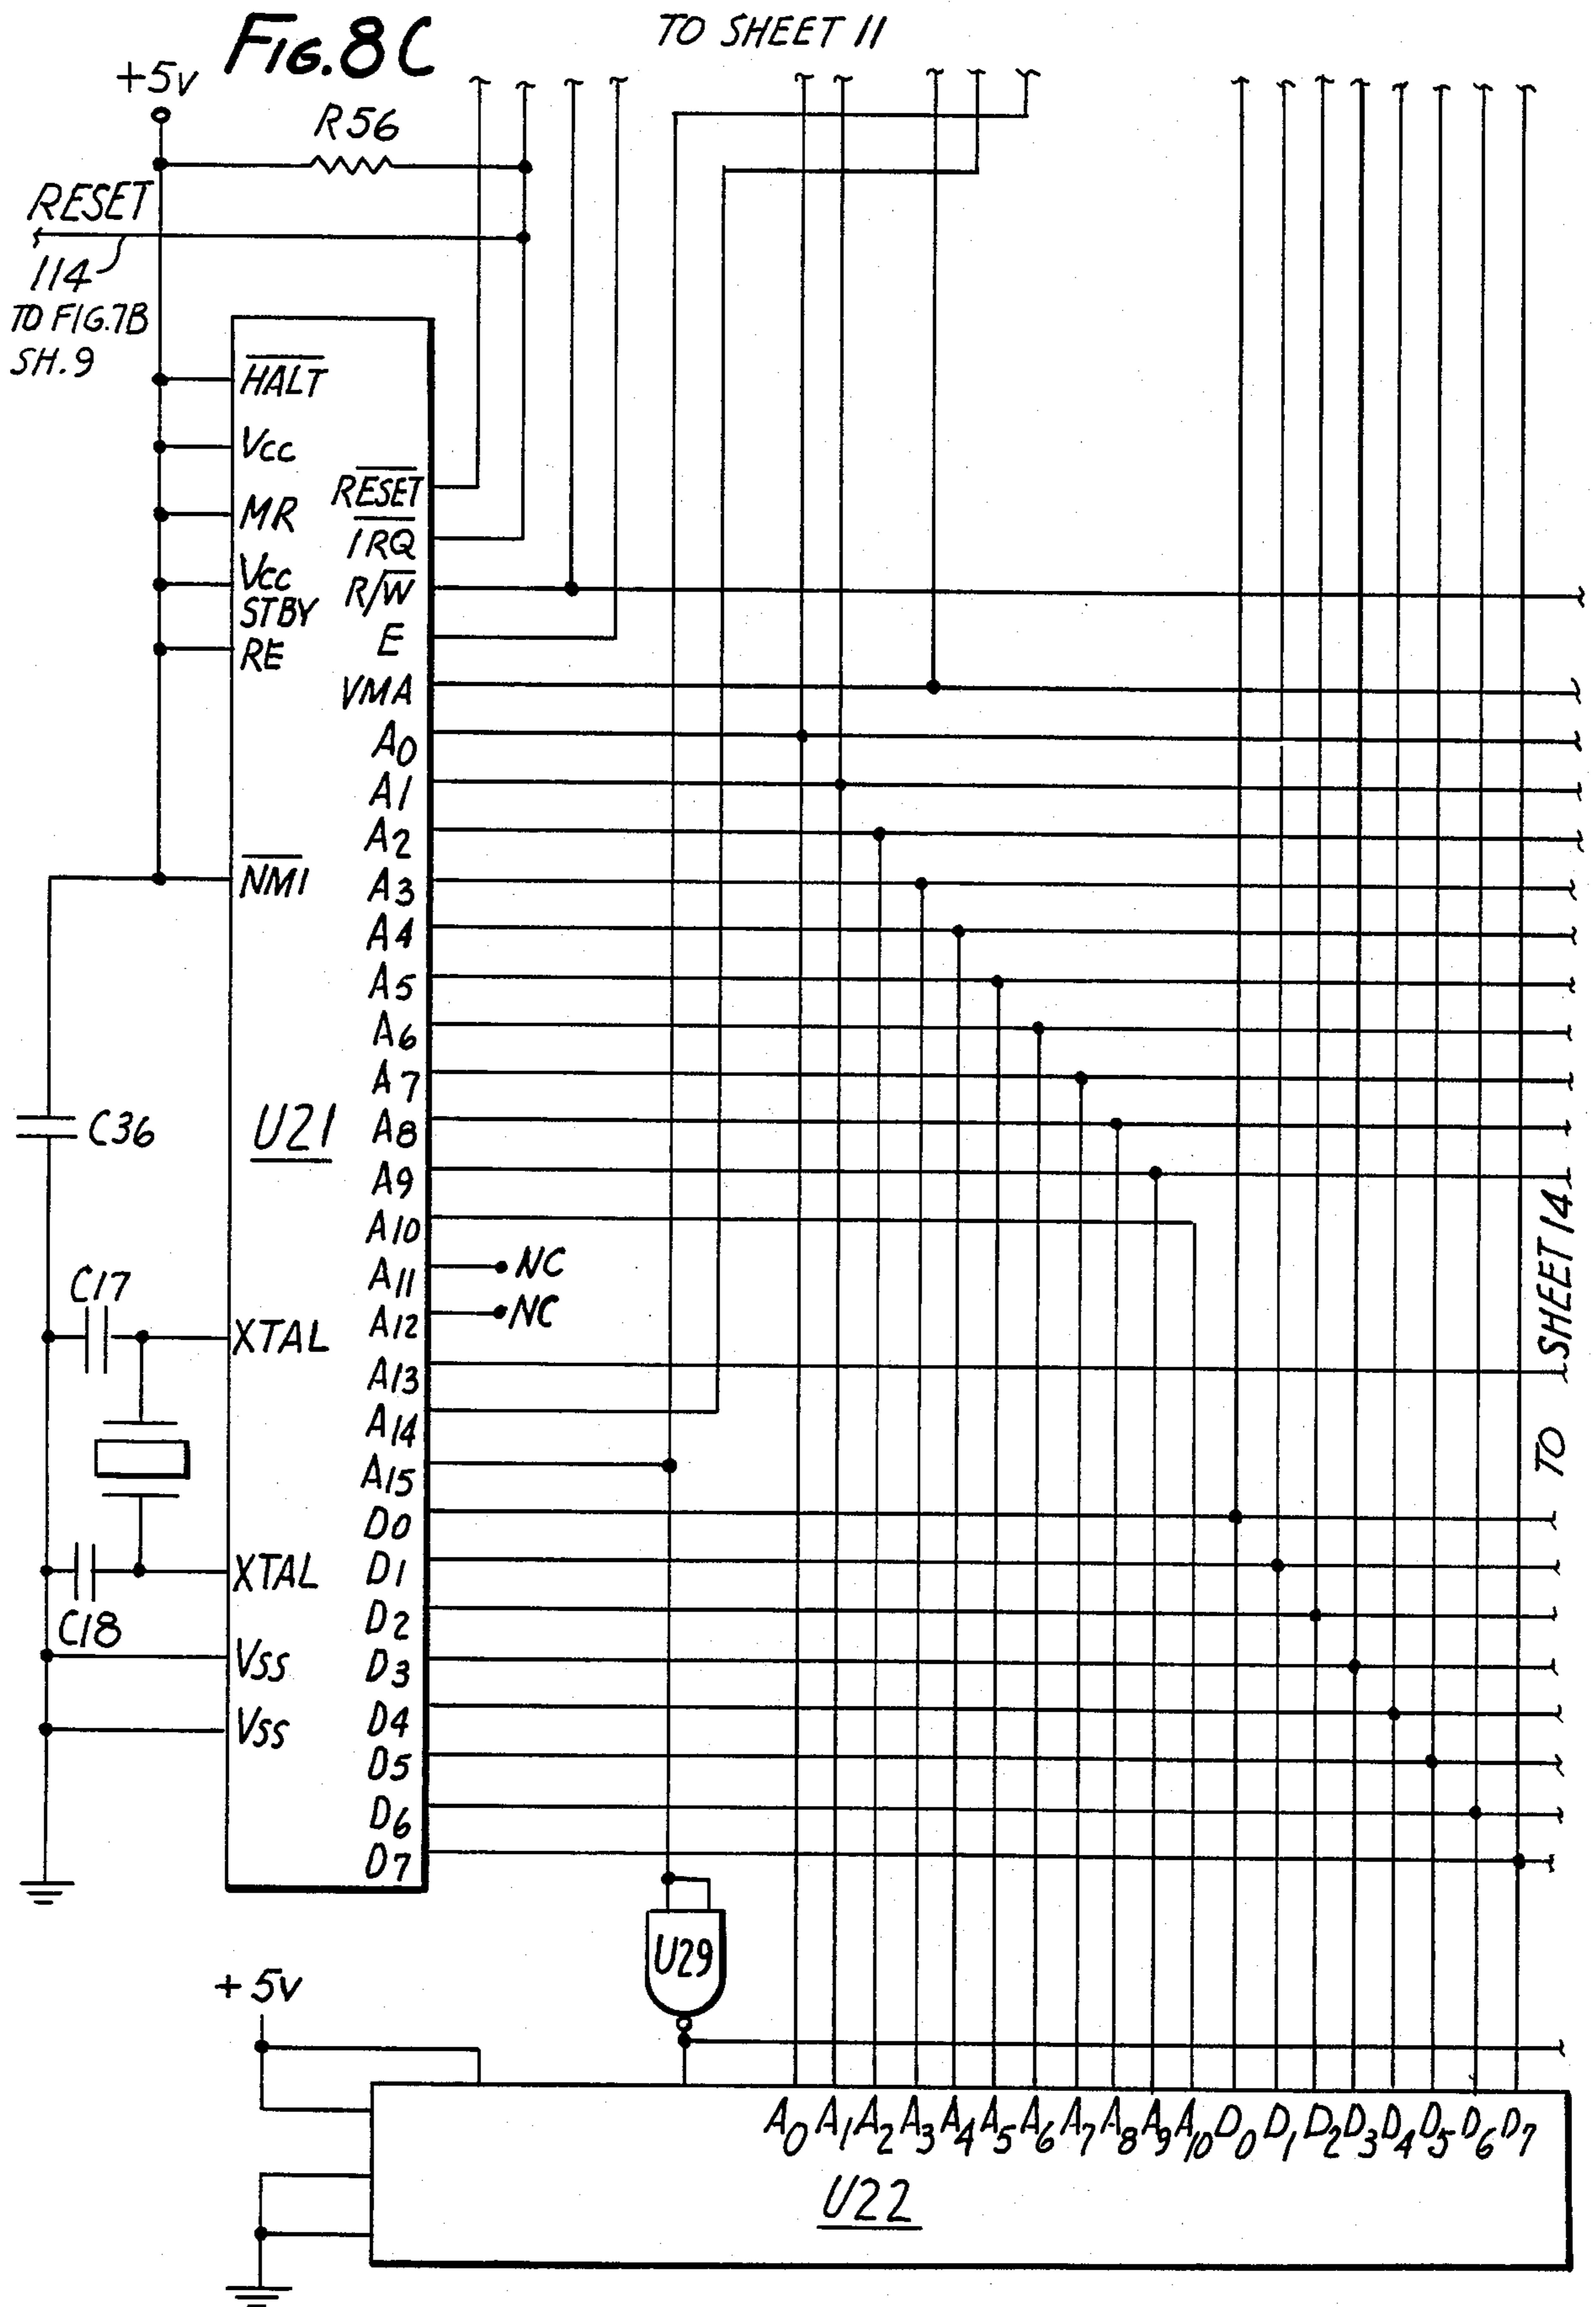 FIG. 8C
TO SHEET 11
+5v
R56
RESET
114
TO FIG. 7B
SH. 9
HALT
Vcc
MR
Vcc
STBY
RE
NMI
RESET
IRQ
R/W
E
VMA
A0
A1
A2
A3
A4
A5
A6
A7
A8
A9
A10
A11
NC
A12
NC
A13
A14
A15
D0
D1
D2
D3
D4
D5
D6
D7
C36
U21
C17
XTAL
XTAL
C18
VSS
VSS
TO SHEET 14
U29
+5v
A0 A1 A2 A3 A4 A5 A6 A7 A8 A9 A10 D0 D1 D2 D3 D4 D5 D6 D7
U22